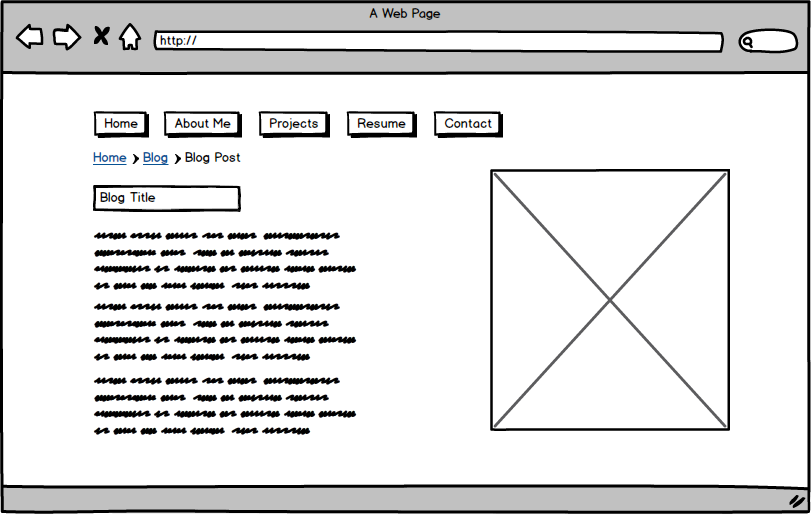 A Web Page
http://
Home About Me Projects Resume Contact
Home Blog Blog Post
Blog Title